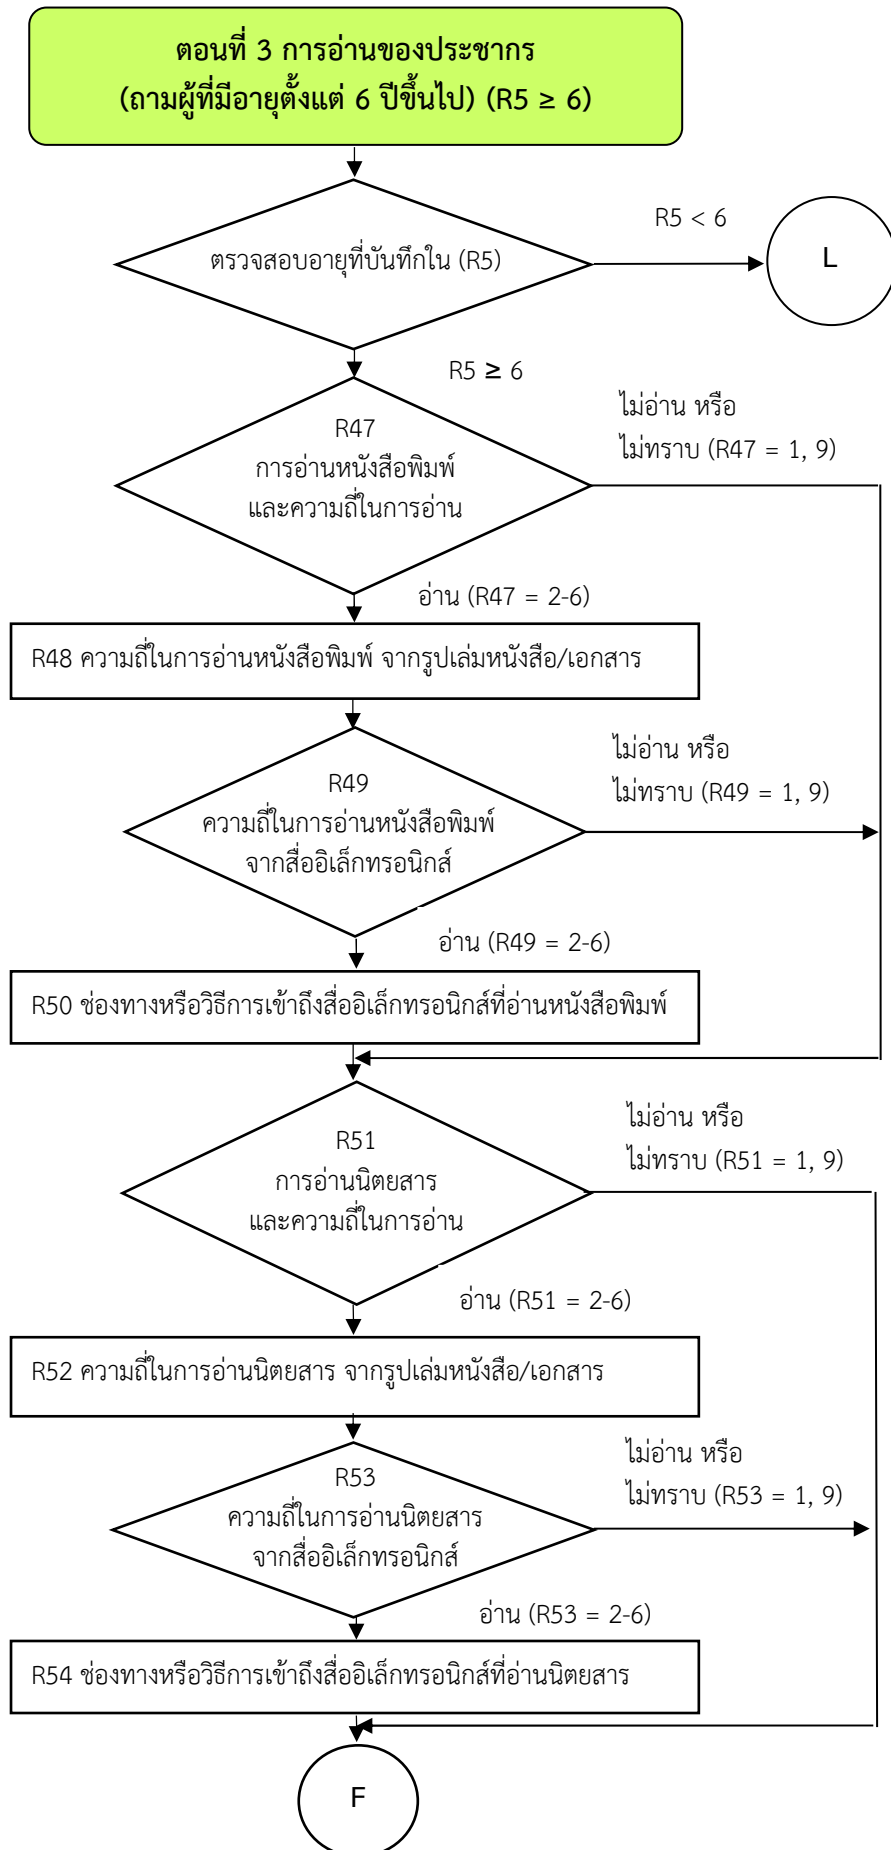 ตอนที่ 3 การอ่านของประชากร
(ถามผู้ที่มีอายุตั้งแต่ 6 ปีขึ้นไป) (R5 ≥ 6)
R5 < 6
ตรวจสอบอายุที่บันทึกใน (R5)
L
R5 ≥ 6
ไม่อ่าน หรือ
ไม่ทราบ (R47 = 1, 9)
R47
การอ่านหนังสือพิมพ์
และความถี่ในการอ่าน
อ่าน (R47 = 2-6)
R48 ความถี่ในการอ่านหนังสือพิมพ์ จากรูปเล่มหนังสือ/เอกสาร
ไม่อ่าน หรือ
ไม่ทราบ (R49 = 1, 9)
R49
ความถี่ในการอ่านหนังสือพิมพ์
จากสื่ออิเล็กทรอนิกส์
อ่าน (R49 = 2-6)
R50 ช่องทางหรือวิธีการเข้าถึงสื่ออิเล็กทรอนิกส์ที่อ่านหนังสือพิมพ์
ไม่อ่าน หรือ
ไม่ทราบ (R51 = 1, 9)
R51
การอ่านนิตยสาร
และความถี่ในการอ่าน
อ่าน (R51 = 2-6)
R52 ความถี่ในการอ่านนิตยสาร จากรูปเล่มหนังสือ/เอกสาร
ไม่อ่าน หรือ
ไม่ทราบ (R53 = 1, 9)
R53
ความถี่ในการอ่านนิตยสาร
จากสื่ออิเล็กทรอนิกส์
อ่าน (R53 = 2-6)
R54 ช่องทางหรือวิธีการเข้าถึงสื่ออิเล็กทรอนิกส์ที่อ่านนิตยสาร
F